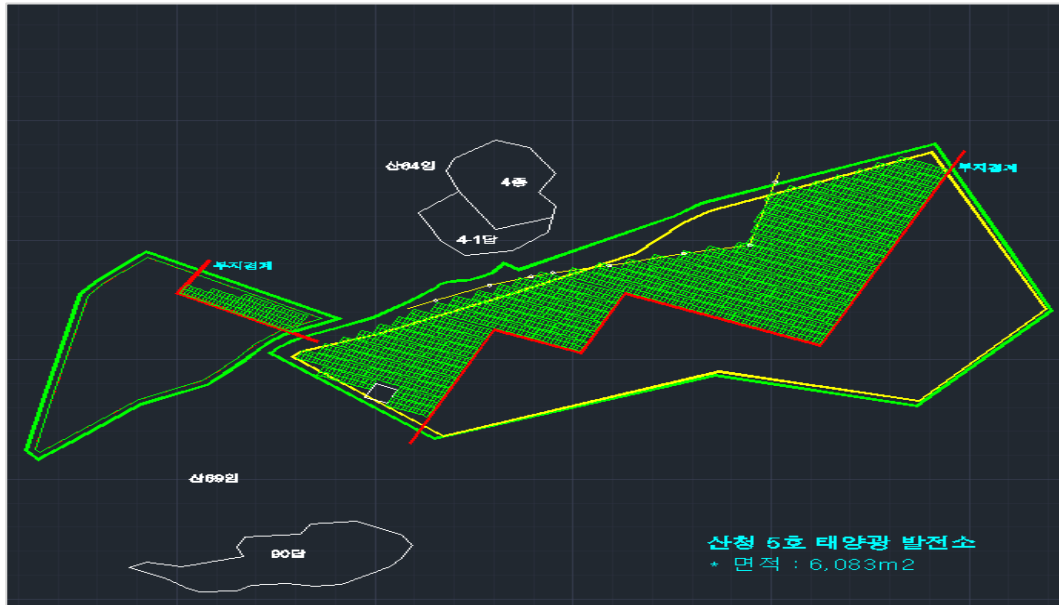 산64임
4종
4-1답
부지경계
부지경계
산89임
90답
산청 5호 태양광 발전소
* 면적 : 6,083m2